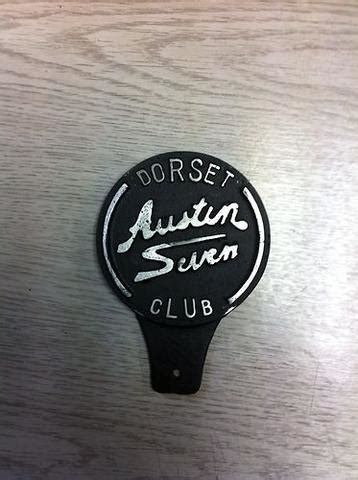 DORSET
Austin
Seven
CLUB